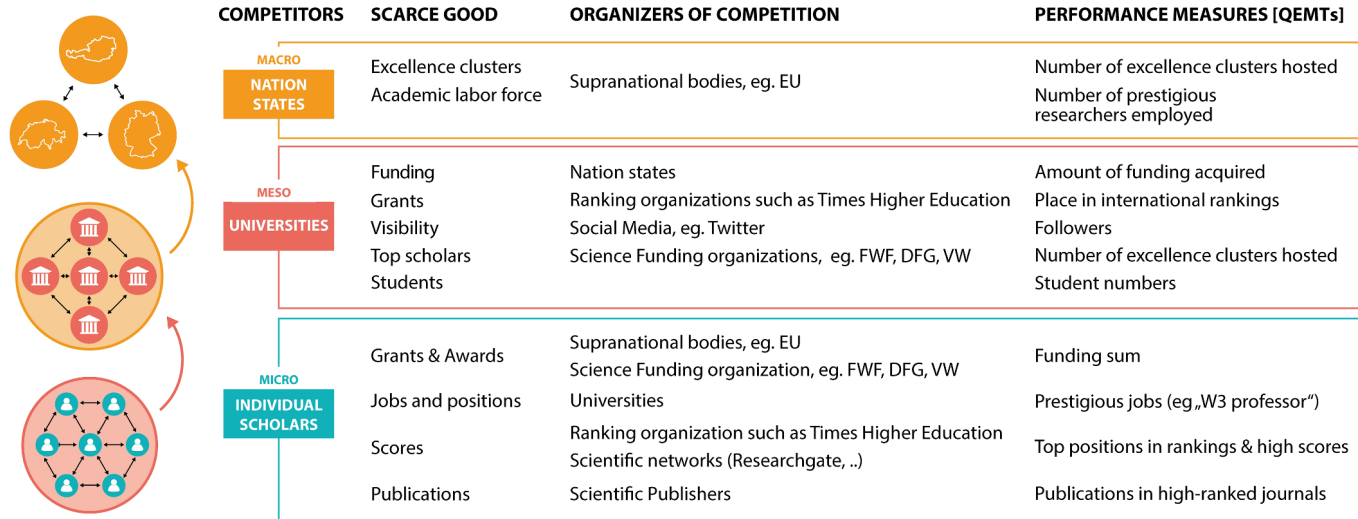 COMPETITORS SCARCE GOOD ORGANIZERS OF COMPETITION PERFORMANCE MEASURES [QEMTs]
MACRO
NATION
STATES
Excellence clusters
Academic labor force
Supranational bodies, eg. EU
Number of excellence clusters hosted
Number of prestigious
researchers employed
MESO
UNIVERSITIES
Funding
Grants
Visibility
Top scholars
Students
Nation states
Ranking organizations such as Times Higher Education
Social Media, eg. Twitter
Science Funding organizations, eg. FWF, DFG, VW
Amount of funding acquired
Place in international rankings
Followers
Number of excellence clusters hosted
Student numbers
MICRO
INDIVIDUAL
SCHOLARS
Grants & Awards
Supranational bodies, eg. EU
Science Funding organization, eg. FWF, DFG, VW
Funding sum
Jobs and positions
Universities
Prestigious jobs (eg „W3 professor“)
Scores
Ranking organization such as Times Higher Education
Scientific networks (Researchgate, ..)
Top positions in rankings & high scores
Publications
Scientific Publishers
Publications in high-ranked journals